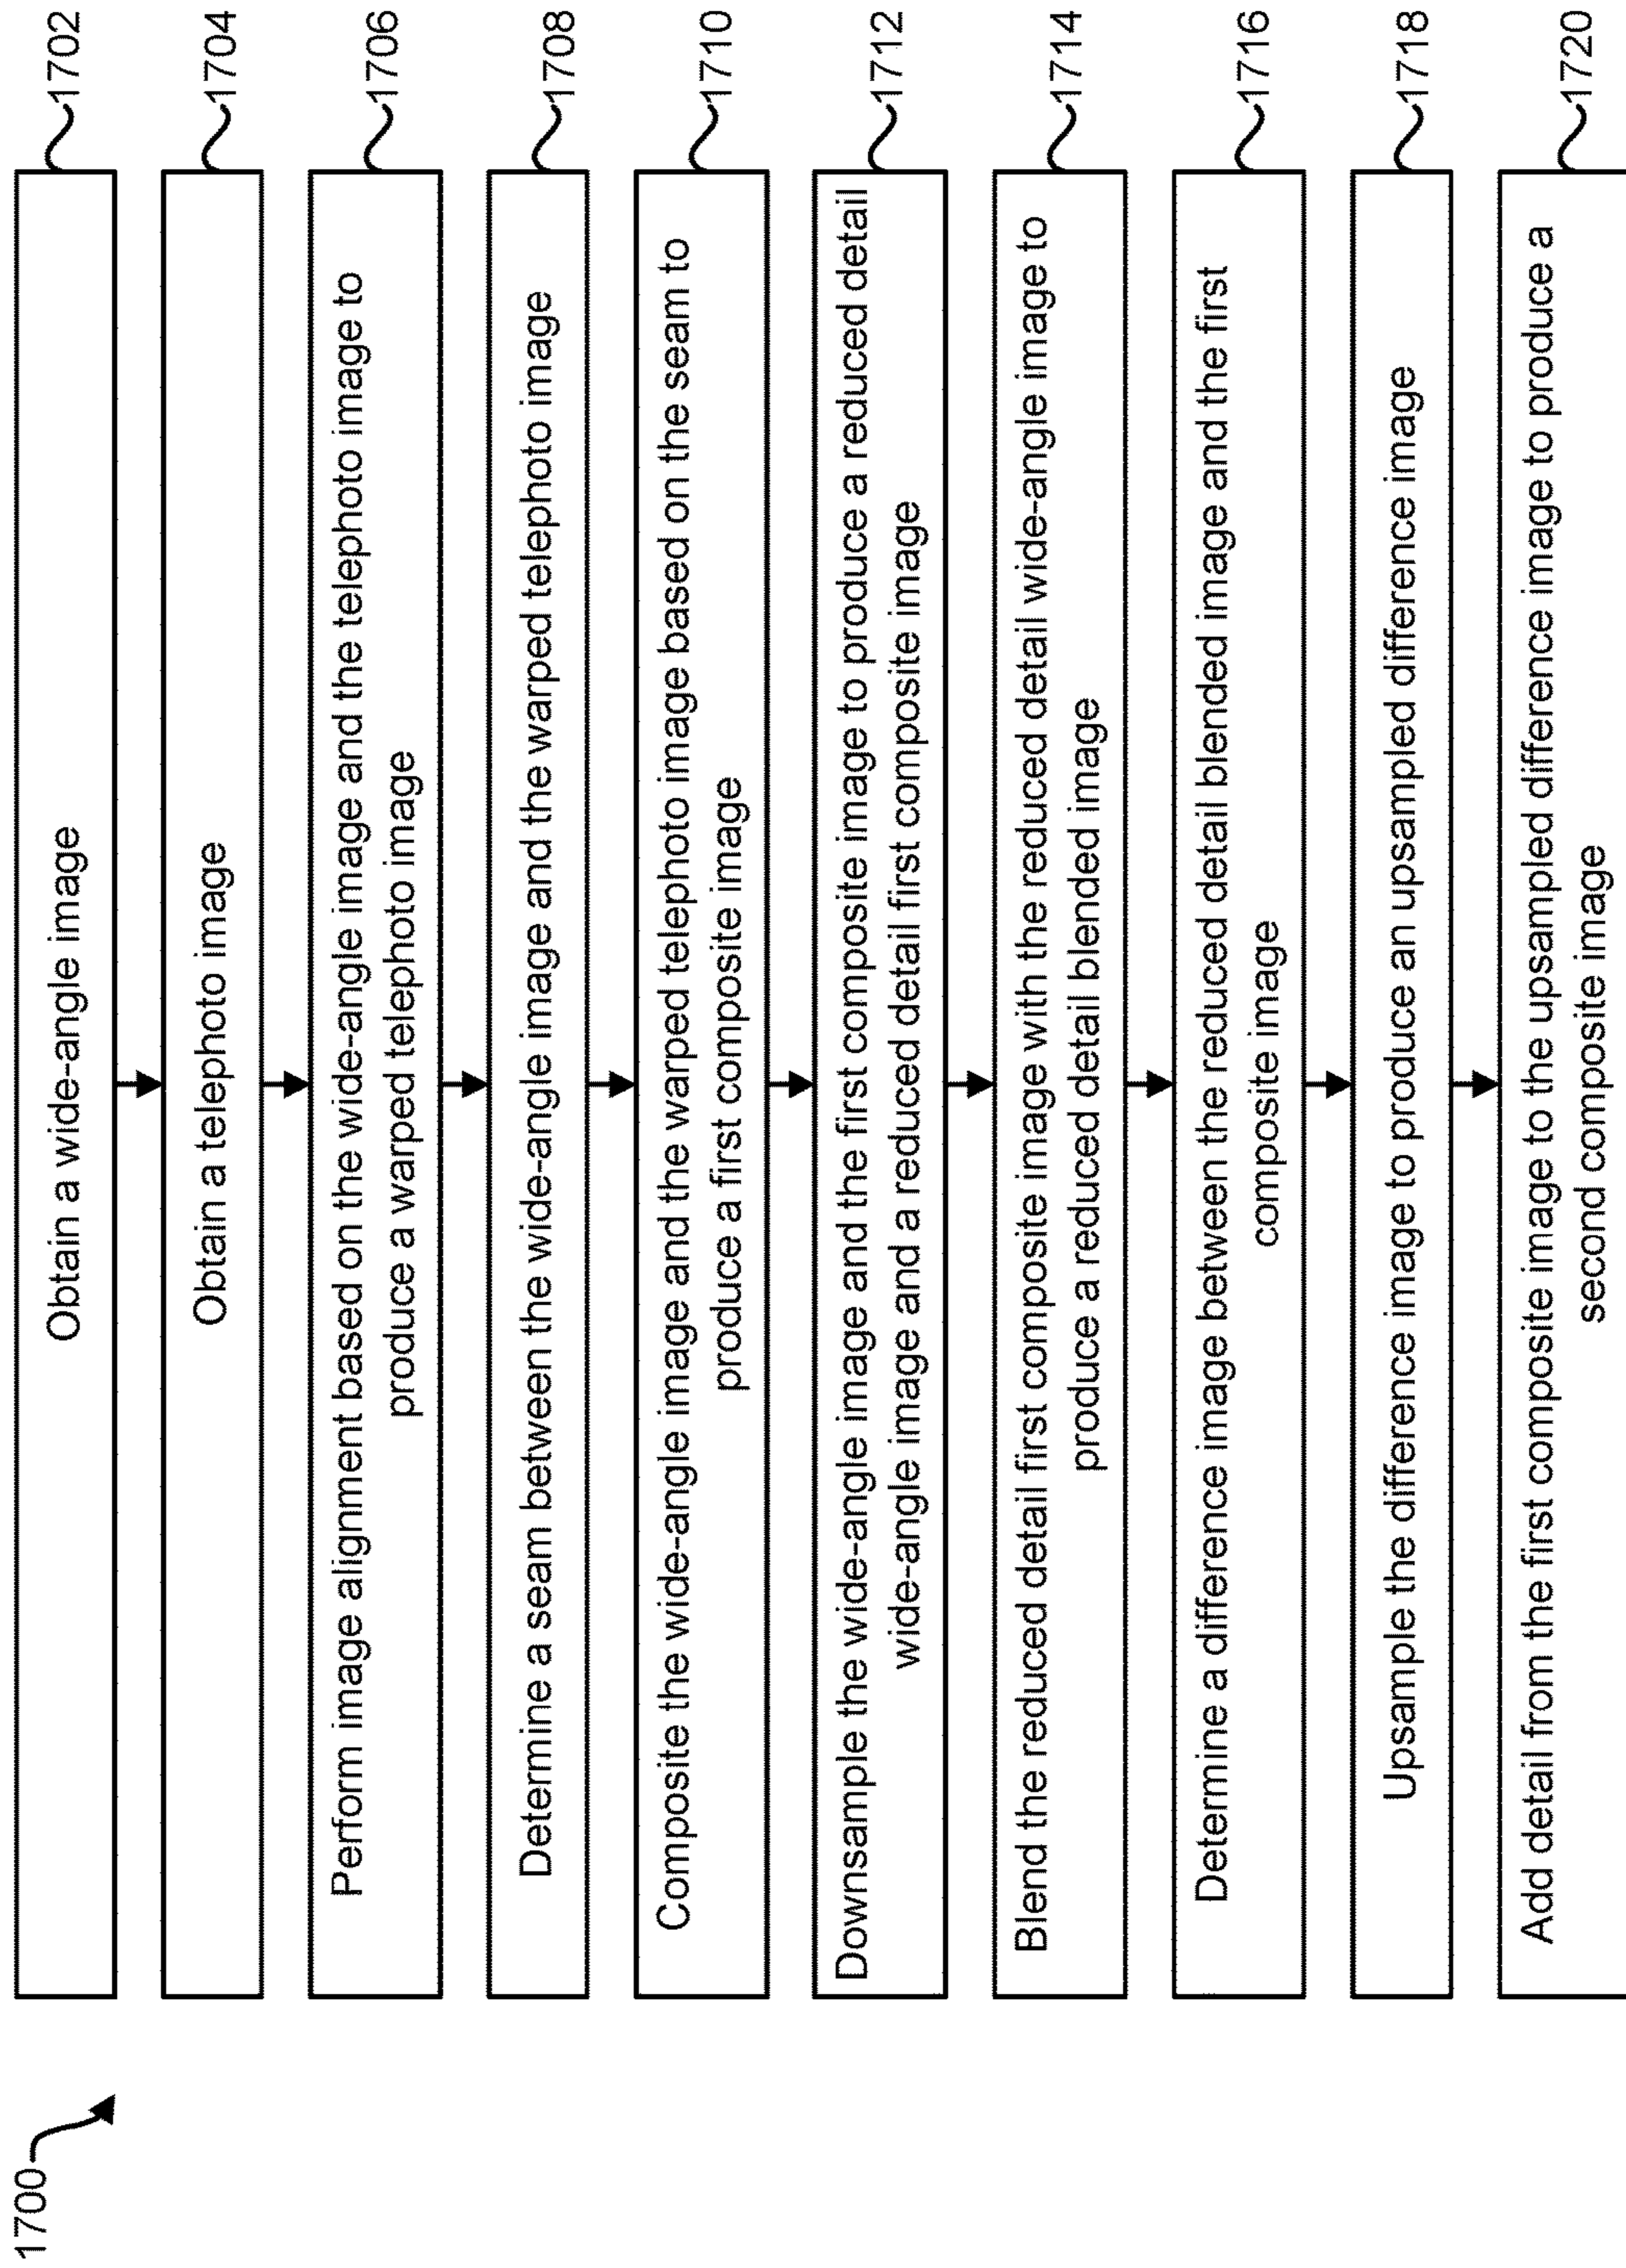 1700
Obtain a wide-angle image
1702
Obtain a telephoto image
1704
Perform image alignment based on the wide-angle image and the telephoto image to
produce a warped telephoto image
1706
Determine a seam between the wide-angle image and the warped telephoto image
1708
Composite the wide-angle image and the warped telephoto image based on the seam to
produce a first composite image
1710
Downsample the wide-angle image and the first composite image to produce a reduced detail
wide-angle image and a reduced detail first composite image
1712
Blend the reduced detail first composite image with the reduced detail wide-angle image to
produce a reduced detail blended image
1714
Determine a difference image between the reduced detail blended image and the first
composite image
1716
Upsample the difference image to produce an upsampled difference image
1718
Add detail from the first composite image to the upsampled difference image to produce a
second composite image
1720